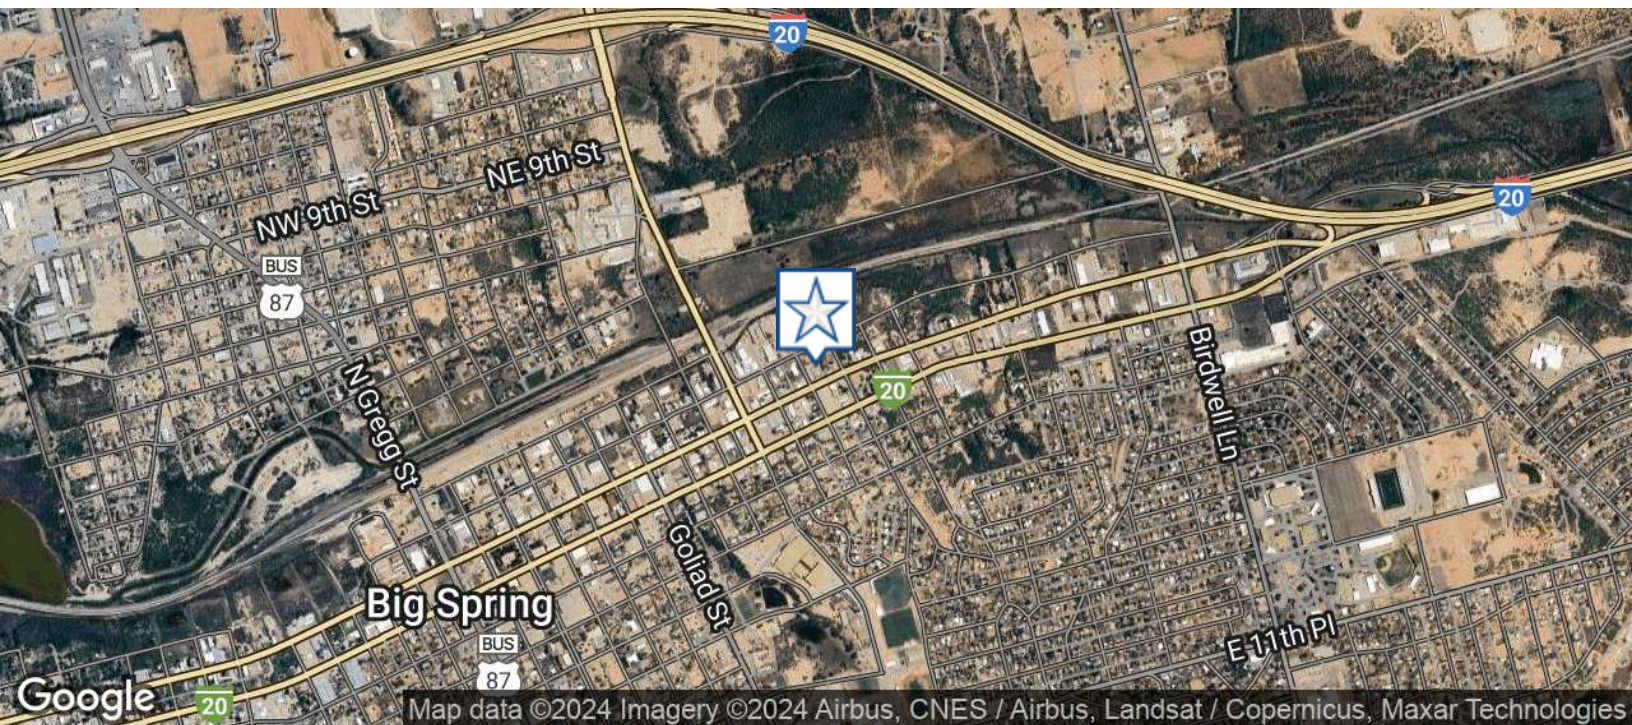 20
NE 9th St
NW 9th St
20
BUS
87
N Gregg St
20
Birdwell Ln
Goliad St
Big Spring
BUS
87
E 11th Pl
Google
20
Map data ©2024 Imagery ©2024 Airbus, CNES / Airbus, Landsat / Copernicus, Maxar Technologies